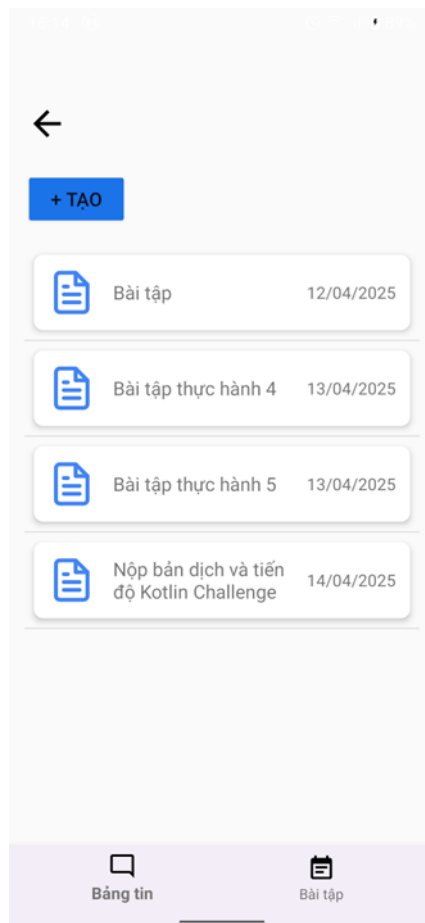 + TẠO
Bài tập
12/04/2025
Bài tập thực hành 4
13/04/2025
Bài tập thực hành 5
13/04/2025
Nộp bản dịch và tiến
độ Kotlin Challenge
14/04/2025
Bảng tin
Bài tập